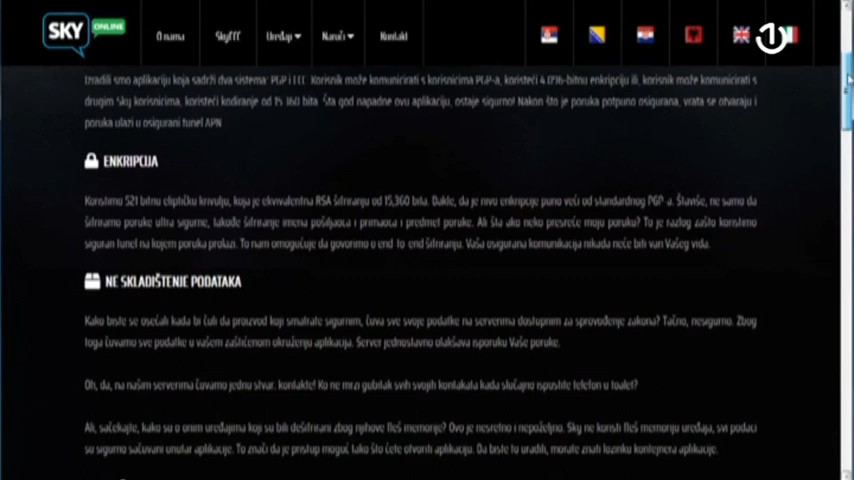 SKY ONLINE
O nama SkyECC Uređaji Naruči Kontakt
Izradili smo aplikaciju koja sadrži dva sistema: PGP i ECC. Korisnik može komunicirati s korisnicima PGP-a, koristeći 4.096-bitnu enkripciju ili, korisnik može komunicirati s
drugim Sky korisnicima, koristeći kodiranje od 15 360 bita. Šta god napadne ovu aplikaciju, ostaje sigurno! Nakon što je poruka potpuno osigurana, vrata se otvaraju i
poruka ulazi u osigurani tunel APN
ENKRIPCIJA
Koristimo 521 bitnu eliptičku krivulju, koja je ekvivalentna RSA šifriranju od 15,360 bita. Dakle, da je nivo enkripcije puno veći od standardnog PGP-a. Štaviše, ne samo da
šifriramo poruke ultra sigurne, takođe šifriranje imena pošiljaoca i primaoca i predmet poruke. Ali šta ako neko presreće moju poruku? To je razlog zašto koristimo
siguran tunel na kojem poruka prolazi. To nam omogućuje da govorimo o end-to-end šifriranju. Vaša osigurana komunikacija nikada neće biti van Vašeg vida.
NE SKLADIŠTENJE PODATAKA
Kako biste se osećali kada bi čuli da proizvod koji smatrate sigurnim, čuva sve svoje podatke na serverima dostupnim za sprovođenje zakona? Tačno, nesigurno. Zbog
toga čuvamo sve podatke u vašem zaštićenom okruženju aplikacija. Server jednostavno olakšava isporuku Vaše poruke.
Oh, da, na našim serverima čuvamo jednu stvar. kontakte! Ko ne mrzi gubitak svih svojih kontakata kada slučajno ispustite telefon u toalet?
Ali, sačekajte, kako su o onim uređajima koji su bili dešifrirani zbog njihove fleš memorije? Ovo je nesretno i nepoželjno. Sky ne koristi fleš memoriju uređaja, svi podaci
su sigurno sačuvani unutar aplikacije. To znači da je pristup moguć tako što ćete otvoriti aplikaciju. Da biste to uradili, morate znati lozinku kontejnera aplikacije.